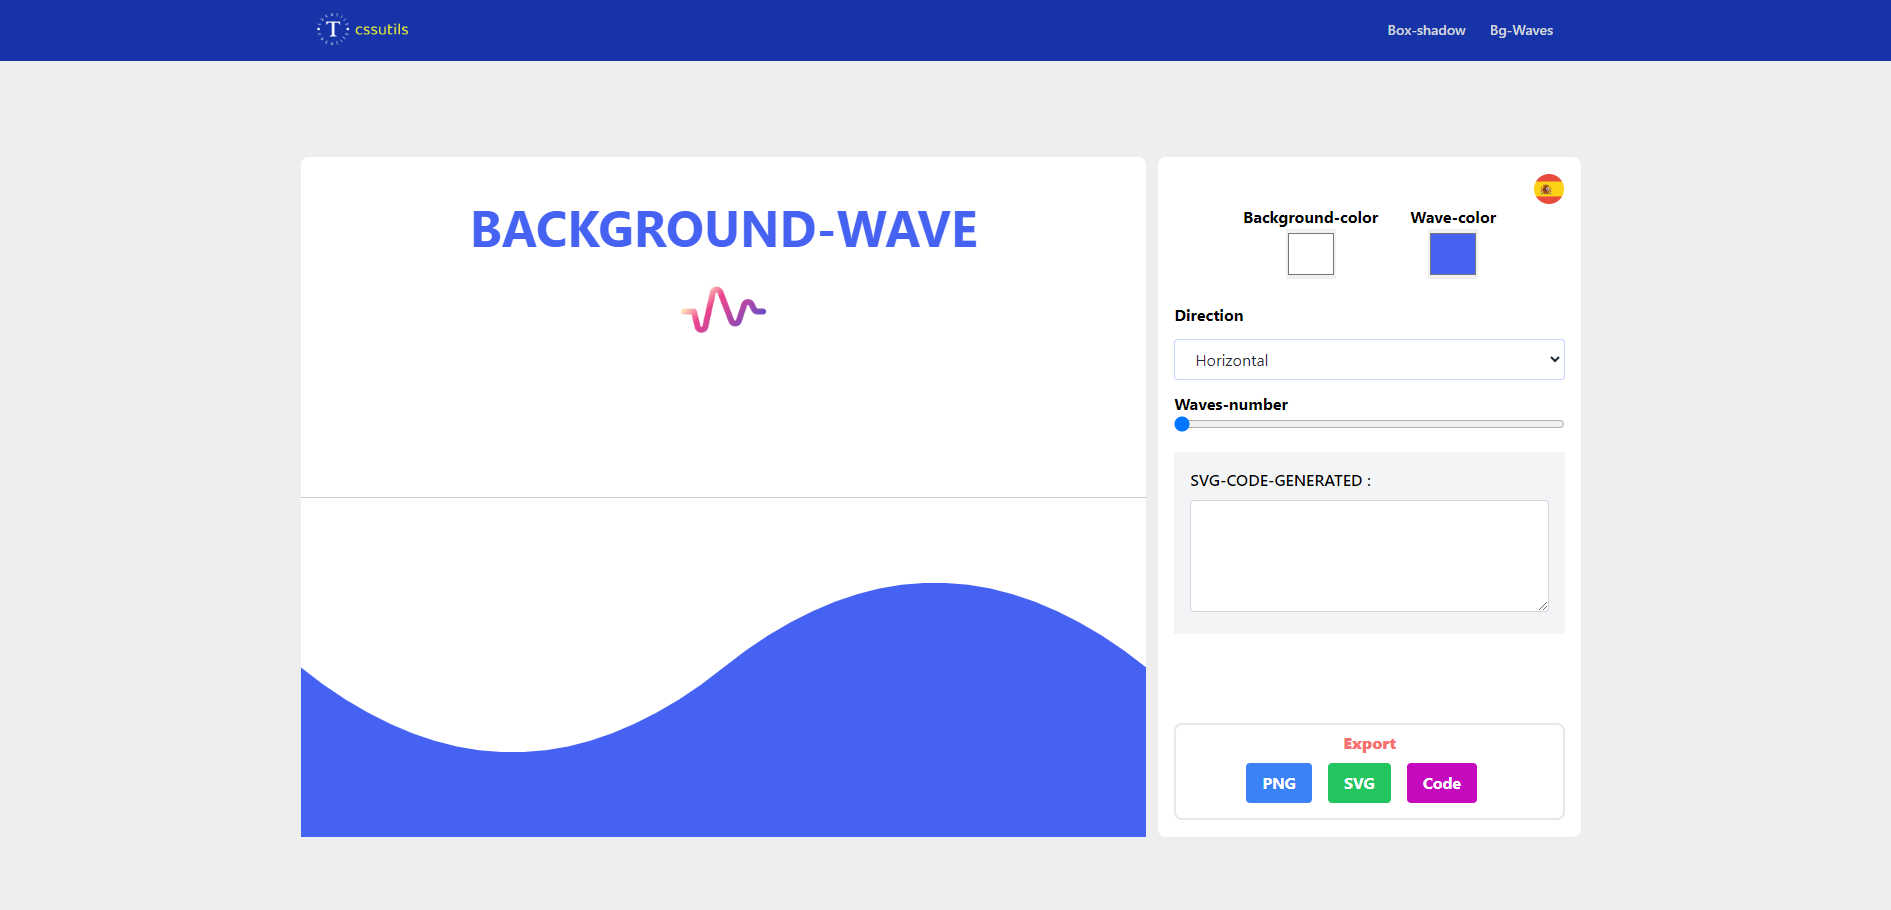 T cssutils
Box-shadow
Bg-Waves
BACKGROUND-WAVE
Background-color
Wave-color
Direction
Horizontal
Waves-number
SVG-CODE-GENERATED :
Export
PNG
SVG
Code